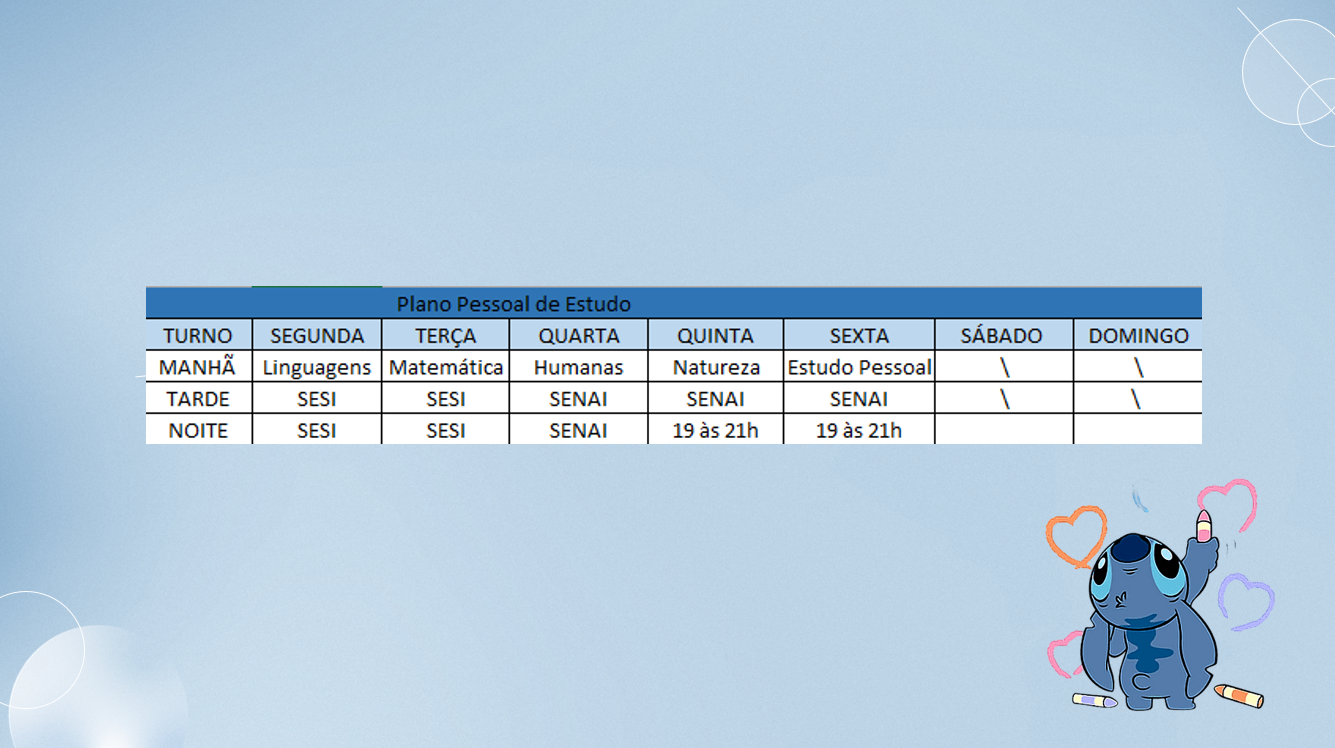 Plano Pessoal de Estudo
TURNO SEGUNDA TERÇA QUARTA QUINTA SEXTA SÁBADO DOMINGO
MANHÃ Linguagens Matemática Humanas Natureza Estudo Pessoal \ \
TARDE SESI SESI SENAI SENAI SENAI \ \
NOITE SESI SESI SENAI 19 às 21h 19 às 21h